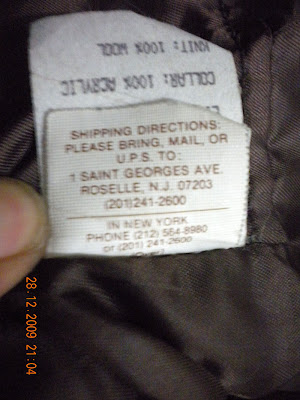 KNIT: 100% WOOL
COLLAR: 100% ACRYLIC
SHIPPING DIRECTIONS:
PLEASE BRING, MAIL, OR
U.P.S. TO:
1 SAINT GEORGES AVE.
ROSELLE, N.J. 07203
(201)241-2600
IN NEW YORK
PHONE (212) 564-8980
or (201) 241-2600
(Over)
28.12.2009 21:04